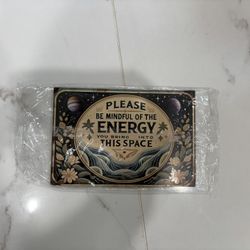 PLEASE
BE MINDFUL OF THE
ENERGY
YOU BRING INTO
THIS SPACE